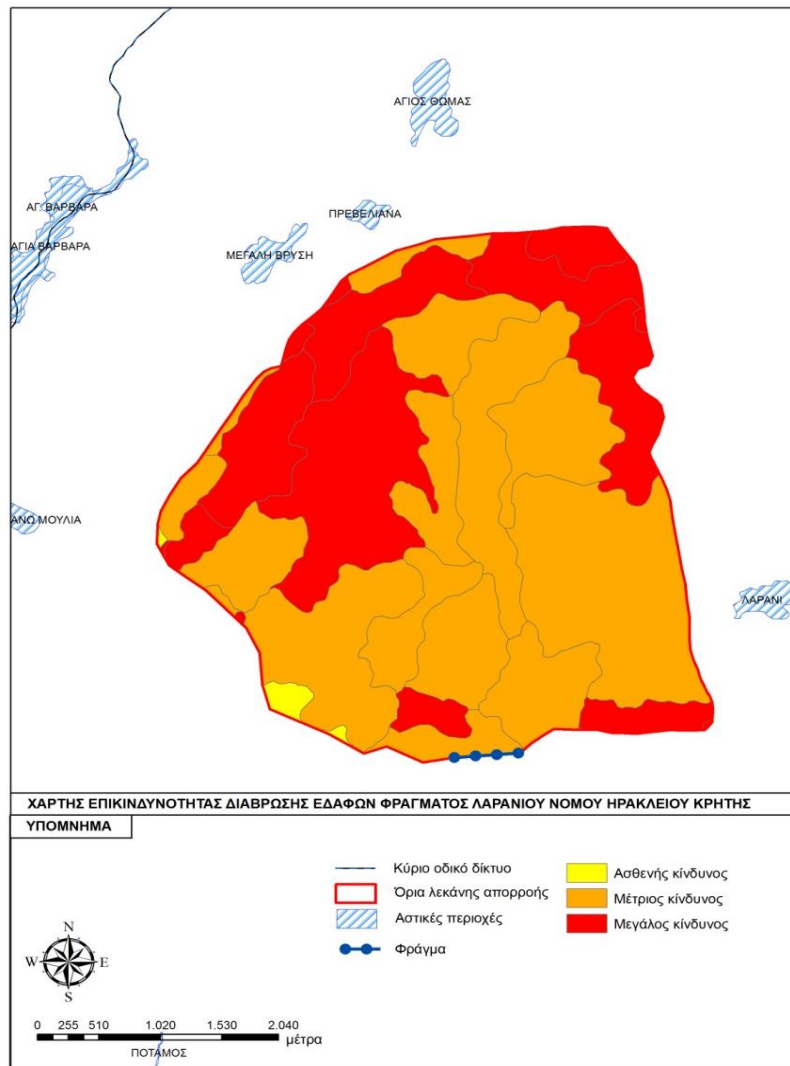 ΑΓΙΟΣ ΘΩΜΑΣ
ΑΓ. ΒΑΡΒΑΡΑ
ΠΡΕΒΕΛΙΑΝΑ
ΑΓΙΑ ΒΑΡΒΑΡΑ
ΜΕΓΑΛΗ ΒΡΥΣΗ
ΑΝΩ ΜΟΥΛΙΑ
ΛΑΡΑΝΙ
ΧΑΡΤΗΣ ΕΠΙΚΙΝΔΥΝΟΤΗΤΑΣ ΔΙΑΒΡΩΣΗΣ ΕΔΑΦΩΝ ΦΡΑΓΜΑΤΟΣ ΛΑΡΑΝΙΟΥ ΝΟΜΟΥ ΗΡΑΚΛΕΙΟΥ ΚΡΗΤΗΣ
ΥΠΟΜΝΗΜΑ
Κύριο οδικό δίκτυο
Όρια λεκάνης απορροής
Αστικές περιοχές
Φράγμα
Ασθενής κίνδυνος
Μέτριος κίνδυνος
Μεγάλος κίνδυνος
N
W E
S
0 255 510 1.020 1.530 2.040
μέτρα
ΠΟΤΑΜΟΣ